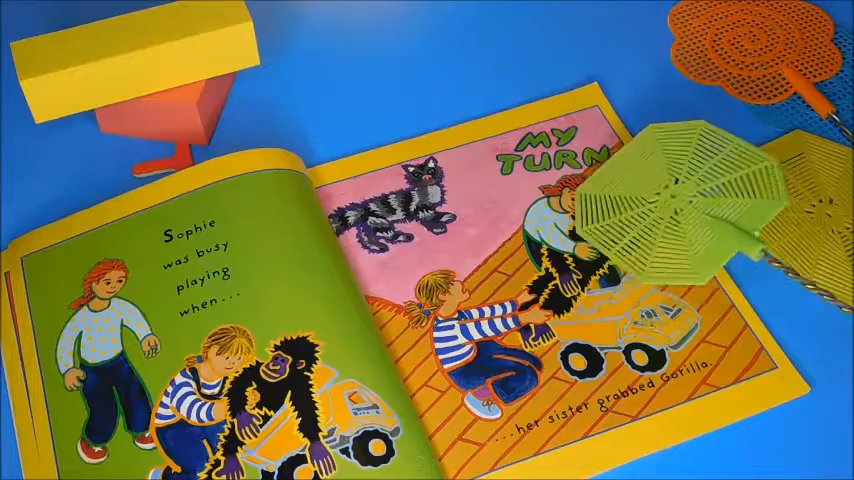 Sophie
was busy
playing
when...
MY
TURN
...her sister grabbed Gorilla.